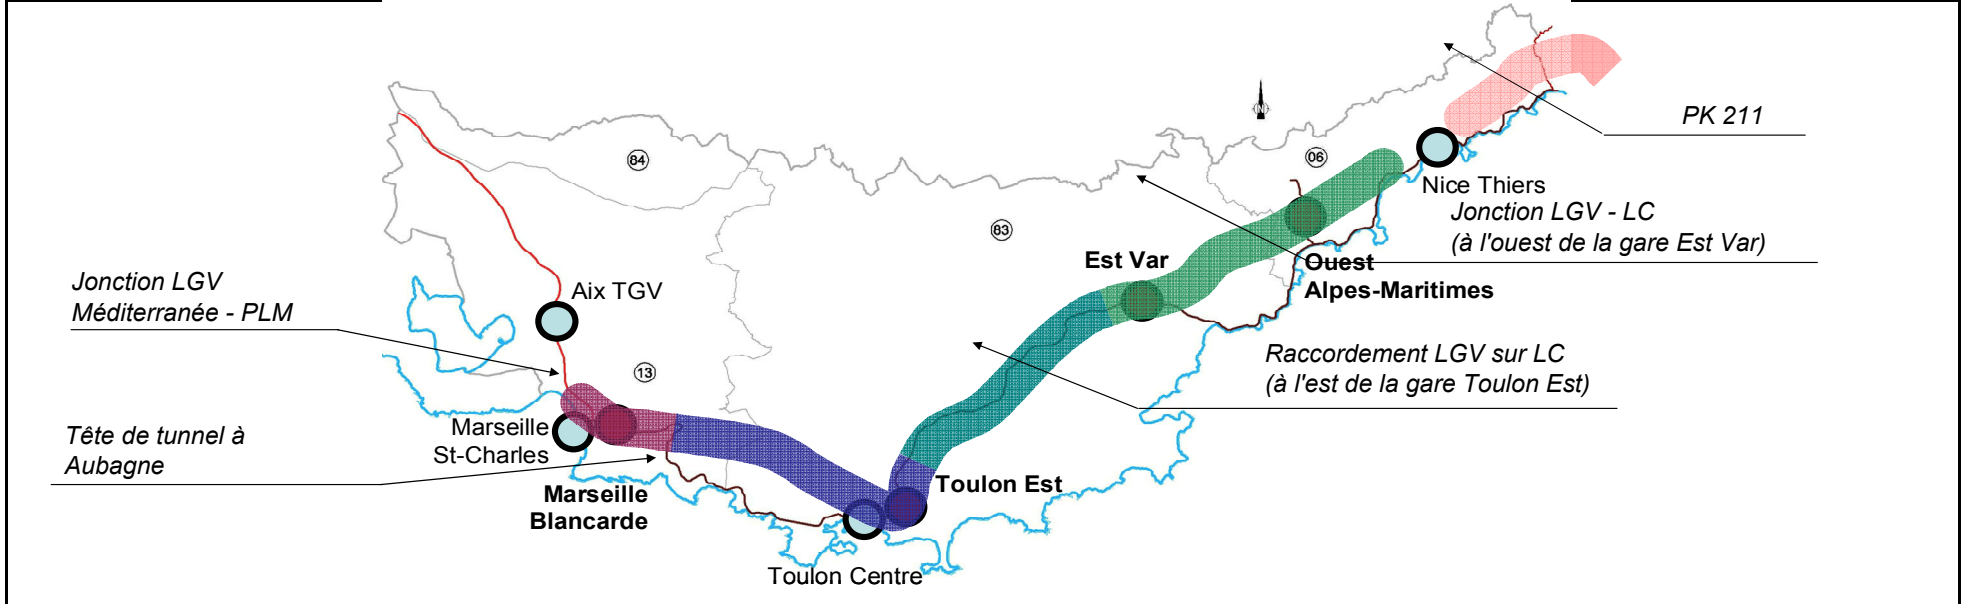 PK 211
84
06
Nice Thiers
Jonction LGV - LC
(à l'ouest de la gare Est Var)
83
Est Var
Ouest
Alpes-Maritimes
Jonction LGV
Méditerranée - PLM
Aix TGV
Raccordement LGV sur LC
(à l'est de la gare Toulon Est)
13
Marseille
St-Charles
Tête de tunnel à
Aubagne
Marseille
Blancarde
Toulon Est
Toulon Centre
N